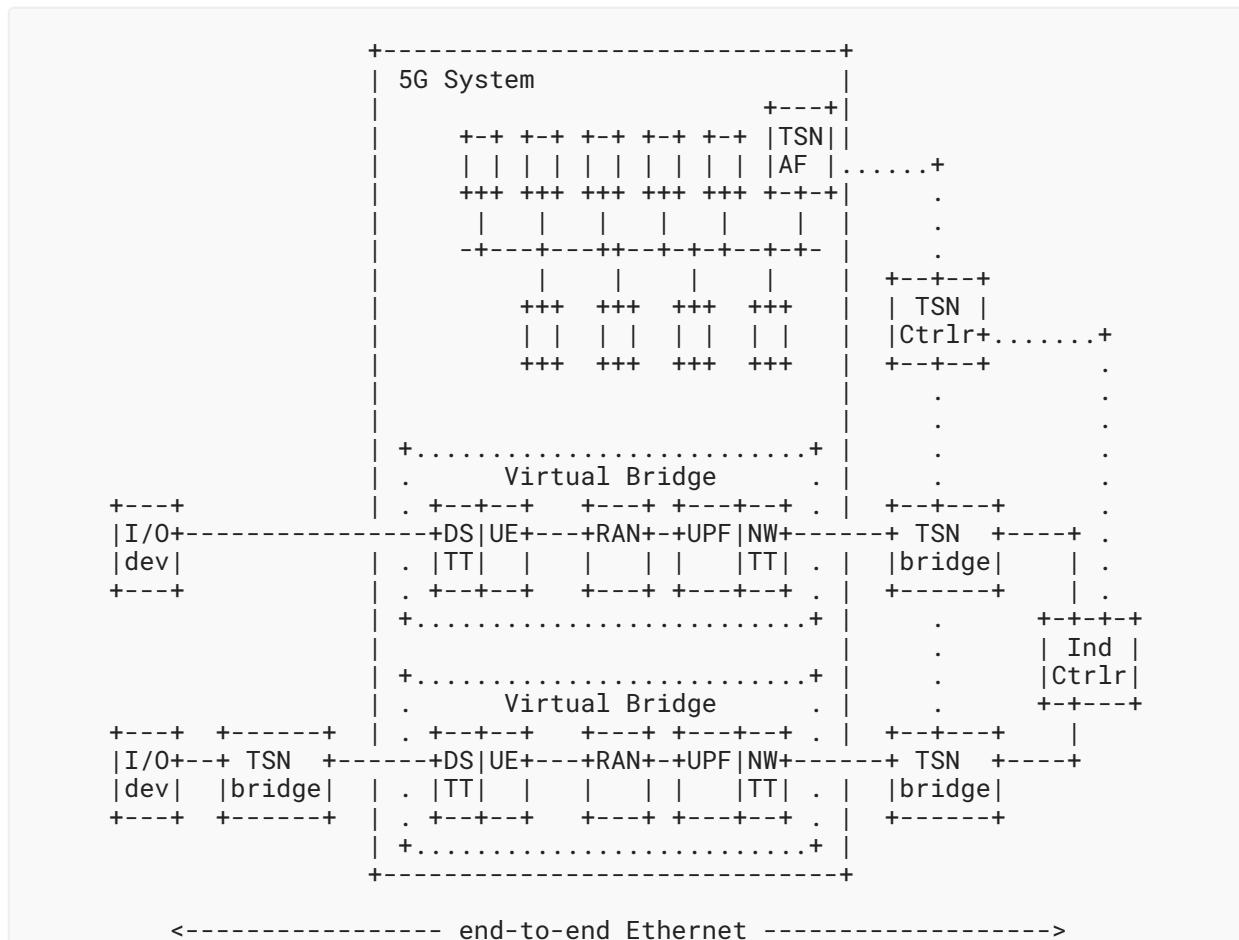 5G System
TSN
AF
TSN
Ctrlr
Virtual Bridge
I/O DS UE RAN UPF NW TSN
dev TT TT bridge
Ind
Virtual Bridge Ctrlr
I/O TSN DS UE RAN UPF NW TSN
dev bridge TT TT bridge
end-to-end Ethernet